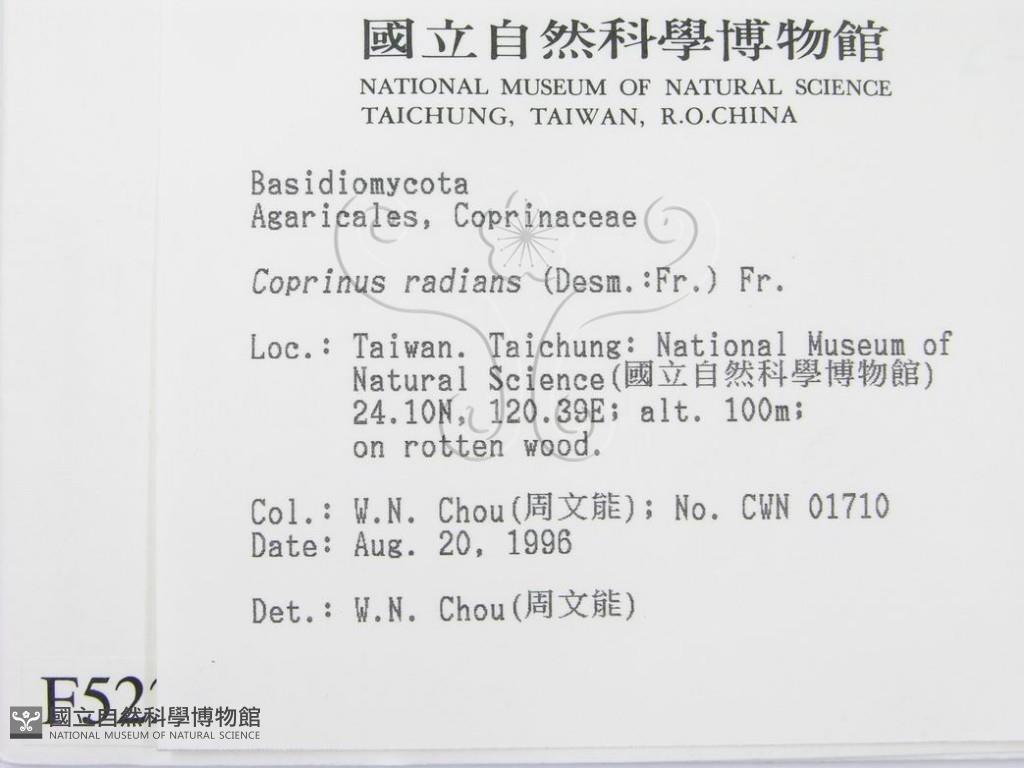 國立自然科學博物館
NATIONAL MUSEUM OF NATURAL SCIENCE
TAICHUNG, TAIWAN, R.O.CHINA
Basidiomycota
Agaricales, Coprinaceae
Coprinus radians (Desm.:Fr.) Fr.
Loc.: Taiwan. Taichung: National Museum of
Natural Science(國立自然科學博物館)
24.10N, 120.39E; alt. 100m;
on rotten wood.
Col.: W.N. Chou(周文能); No. CWN 01710
Date: Aug. 20, 1996
Det.: W.N. Chou(周文能)
國立自然科學博物館
NATIONAL MUSEUM OF NATURAL SCIENCE